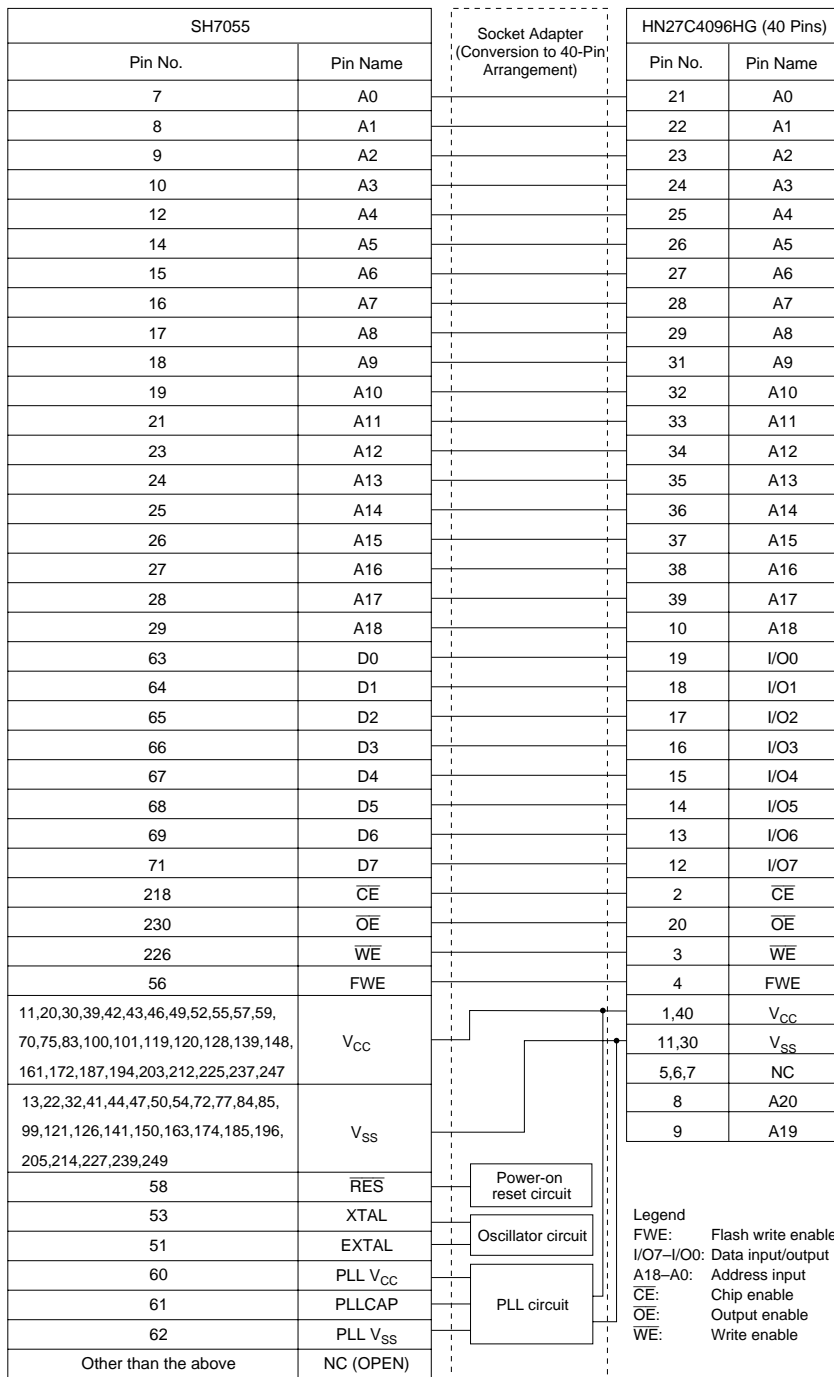 SH7055
Socket Adapter
(Conversion to 40-Pin
Arrangement)
HN27C4096HG (40 Pins)
Pin No. Pin Name Pin No. Pin Name
7 A0 21 A0
8 A1 22 A1
9 A2 23 A2
10 A3 24 A3
12 A4 25 A4
14 A5 26 A5
15 A6 27 A6
16 A7 28 A7
17 A8 29 A8
18 A9 31 A9
19 A10 32 A10
21 A11 33 A11
23 A12 34 A12
24 A13 35 A13
25 A14 36 A14
26 A15 37 A15
27 A16 38 A16
28 A17 39 A17
29 A18 10 A18
63 D0 19 I/O0
64 D1 18 I/O1
65 D2 17 I/O2
66 D3 16 I/O3
67 D4 15 I/O4
68 D5 14 I/O5
69 D6 13 I/O6
71 D7 12 I/O7
218 C̅E̅ 2 C̅E̅
230 O̅E̅ 20 O̅E̅
226 W̅E̅ 3 W̅E̅
56 FWE 4 FWE
11,20,30,39,42,43,46,49,52,55,57,59,
70,75,83,100,101,119,120,128,139,148,
161,172,187,194,203,212,225,237,247
VCC
1,40 VCC
11,30 VSS
5,6,7 NC
8 A20
9 A19
13,22,32,41,44,47,50,54,72,77,84,85,
99,121,126,141,150,163,174,185,196,
205,214,227,239,249
VSS
58 R̅E̅S̅
Power-on
reset circuit
53 XTAL
51 EXTAL
Oscillator circuit
60 PLL VCC
61 PLLCAP
62 PLL VSS
PLL circuit
Other than the above NC (OPEN)
Legend
FWE: Flash write enable
I/O7–I/O0: Data input/output
A18–A0: Address input
C̅E̅: Chip enable
O̅E̅: Output enable
W̅E̅: Write enable